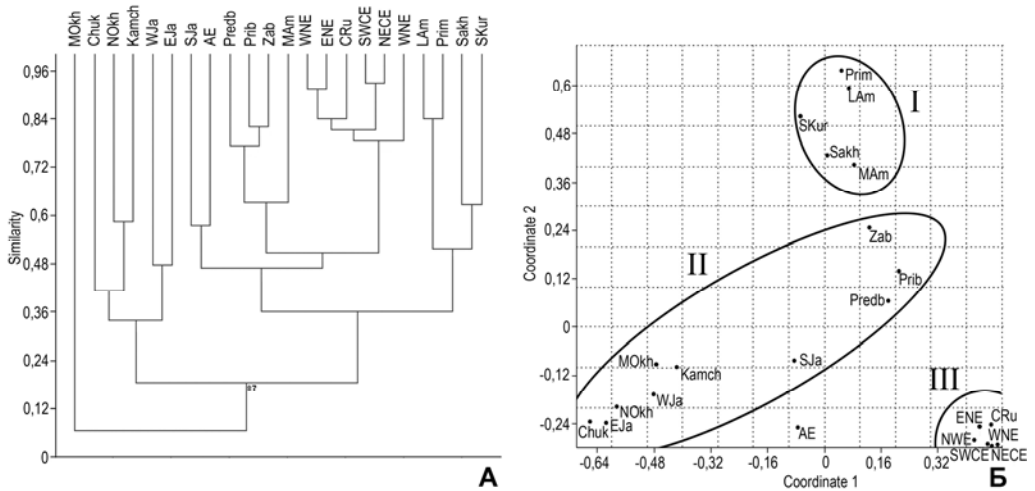 MOkh Chuk NOkh Kamch WJa EJa SJa AE Predb Prib Zab MAm WNE ENE CRu SWCE NECE WNE LAm Prim Sakh SKur
0,96
0,84
0,72
0,6
0,48
0,36
0,24
0,12
0
Similarity
А
0,6
0,48
0,36
0,24
0,12
0
-0,12
-0,24
Coordinate 2
Prim
LAm
I
SKur
Sakh
MAm
Zab
II
Prib
Predb
SJa
MOkh
Kamch
WJa
III
NOkh
Chuk
EJa
AE
ENE
CRu
NWE
WNE
SWCE
NECE
-0,64 -0,48 -0,32 -0,16 0 0,16 0,32
Coordinate 1
Б